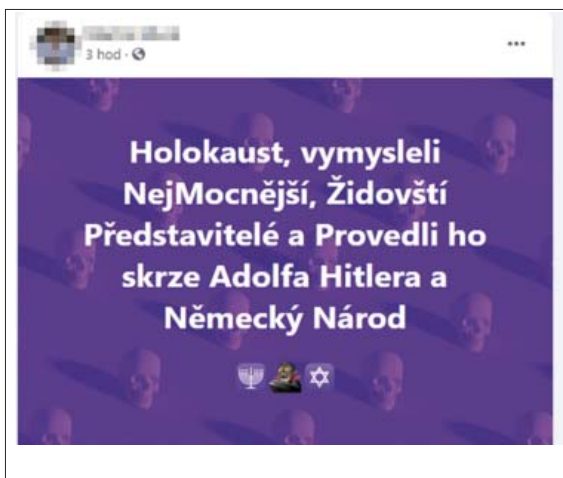 3 hod
Holokaust, vymysleli
NejMocnější, Židovští
Představitelé a Provedli ho
skrze Adolfa Hitlera a
Německý Národ